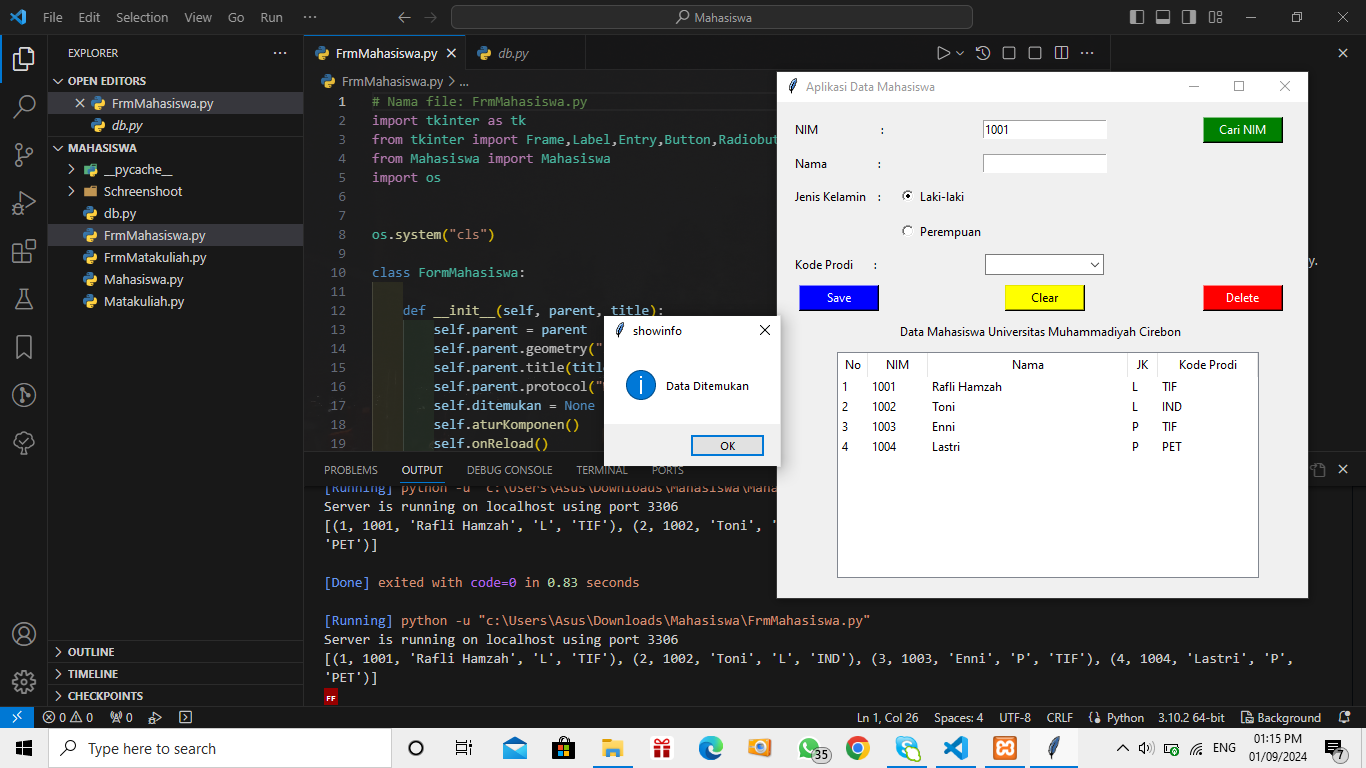 File Edit Selection View Go Run ···
Mahasiswa
EXPLORER
OPEN EDITORS
FrmMahasiswa.py
db.py
MAHASISWA
__pycache__
Schreenshoot
db.py
FrmMahasiswa.py
FrmMatakuliah.py
Mahasiswa.py
Matakuliah.py
OUTLINE
TIMELINE
CHECKPOINTS
FrmMahasiswa.py
db.py
FrmMahasiswa.py > ...
1 # Nama file: FrmMahasiswa.py
2 import tkinter as tk
3 from tkinter import Frame,Label,Entry,Button,Radiobut
4 from Mahasiswa import Mahasiswa
5 import os
6
7
8 os.system("cls")
9
10 class FormMahasiswa:
11
12 def __init__(self, parent, title):
13 self.parent = parent
14 self.parent.geometry("
15 self.parent.title(titl
16 self.parent.protocol("
17 self.ditemukan = None
18 self.aturKomponen()
19 self.onReload()
showinfo
Data Ditemukan
OK
Aplikasi Data Mahasiswa
NIM : 1001 Cari NIM
Nama :
Jenis Kelamin : Laki-laki
Perempuan
Kode Prodi :
Save Clear Delete
Data Mahasiswa Universitas Muhammadiyah Cirebon
No NIM Nama JK Kode Prodi
1 1001 Rafli Hamzah L TIF
2 1002 Toni L IND
3 1003 Enni P TIF
4 1004 Lastri P PET
y.
PROBLEMS OUTPUT DEBUG CONSOLE TERMINAL PORTS
[Running] python -u "c:\Users\Asus\Downloads\Mahasiswa\Maha
Server is running on localhost using port 3306
[(1, 1001, 'Rafli Hamzah', 'L', 'TIF'), (2, 1002, 'Toni', '
'PET')]
[Done] exited with code=0 in 0.83 seconds
[Running] python -u "c:\Users\Asus\Downloads\Mahasiswa\FrmMahasiswa.py"
Server is running on localhost using port 3306
[(1, 1001, 'Rafli Hamzah', 'L', 'TIF'), (2, 1002, 'Toni', 'L', 'IND'), (3, 1003, 'Enni', 'P', 'TIF'), (4, 1004, 'Lastri', 'P',
'PET')]
FF
0 0 0 Ln 1, Col 26 Spaces: 4 UTF-8 CRLF Python 3.10.2 64-bit Background
Type here to search
35
ENG
01:15 PM
01/09/2024
7